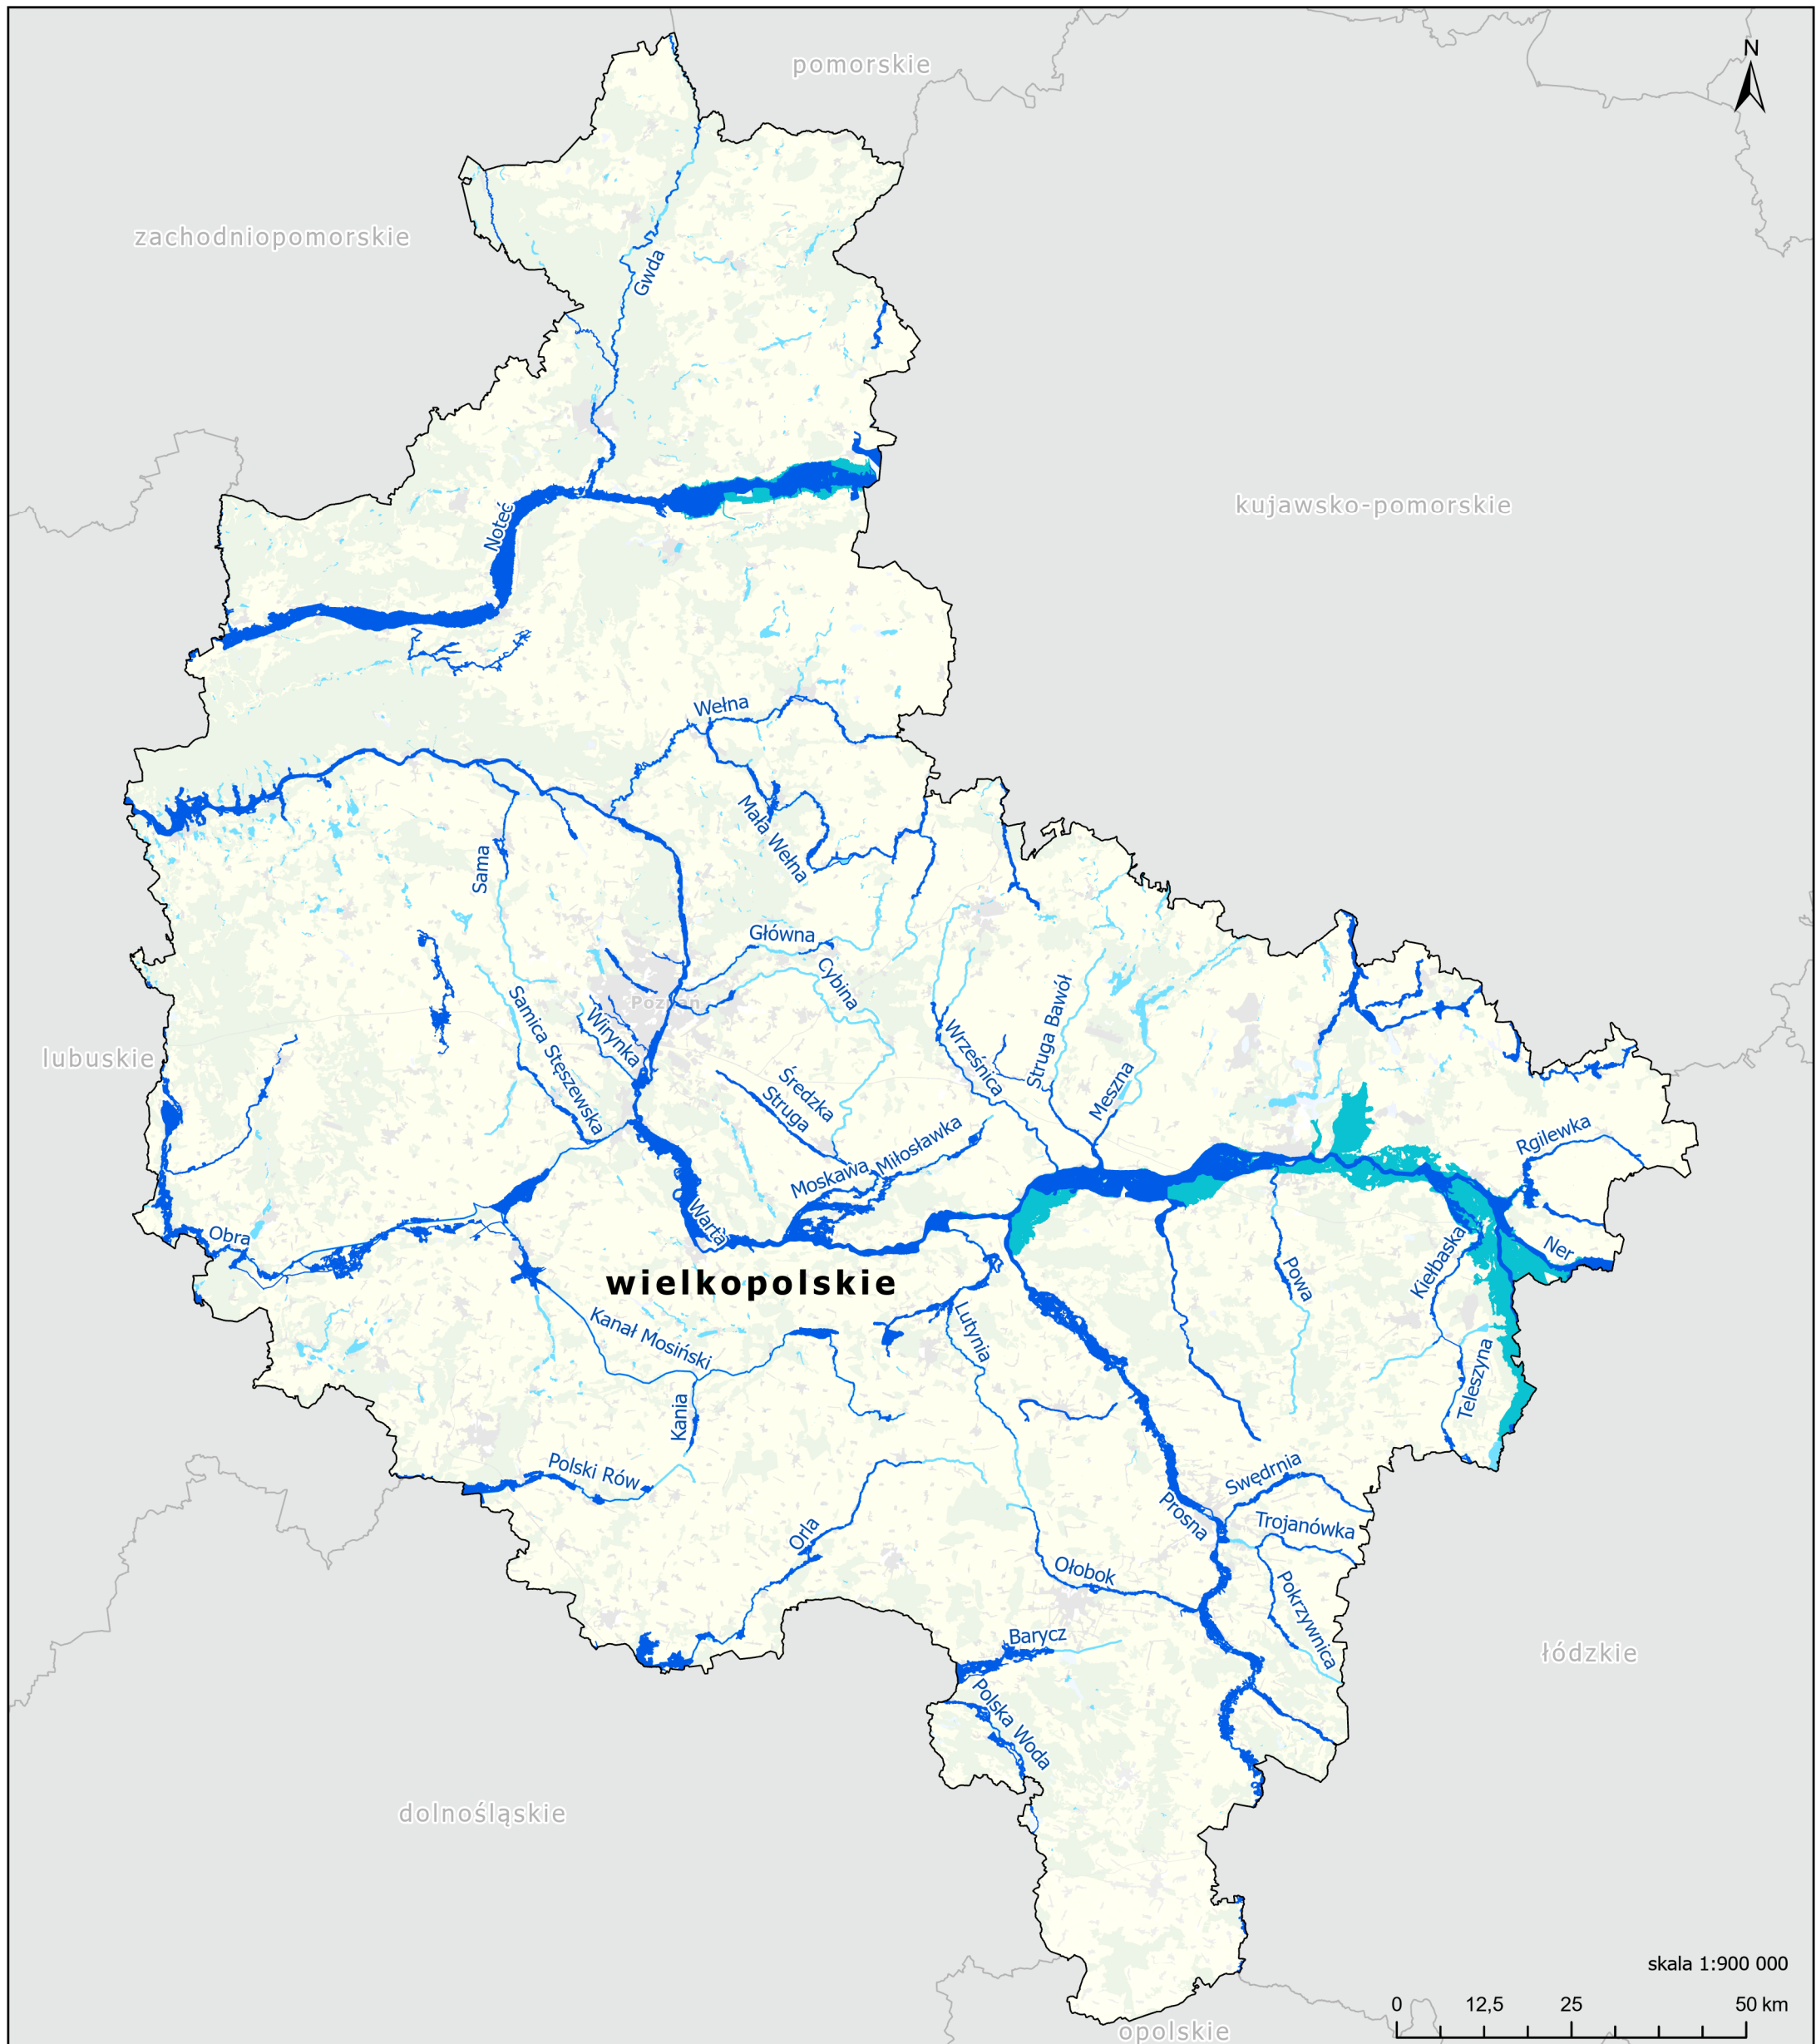 pomorskie
N
zachodniopomorskie
Gwda
kujawsko-pomorskie
Noteć
Wełna
Mała Wełna
Sama
Główna
Cybina
Poznań
Samica Stęszewska
Wirynka
Wrześnica
Struga Bawół
Meszna
lubuskie
Średzka
Struga
Miłosławka
Moskawa
Rgilewka
Warta
Obra
Ner
Kiełbaska
Powa
wielkopolskie
Kanał Mosiński
Lutynia
Teleszyna
Kania
Polski Rów
Swędrnia
Prosna
Trojanówka
Orla
Ołobok
Pokrzywnica
Barycz
łódzkie
Polska Woda
dolnośląskie
skala 1:900 000
0 12,5 25 50 km
opolskie